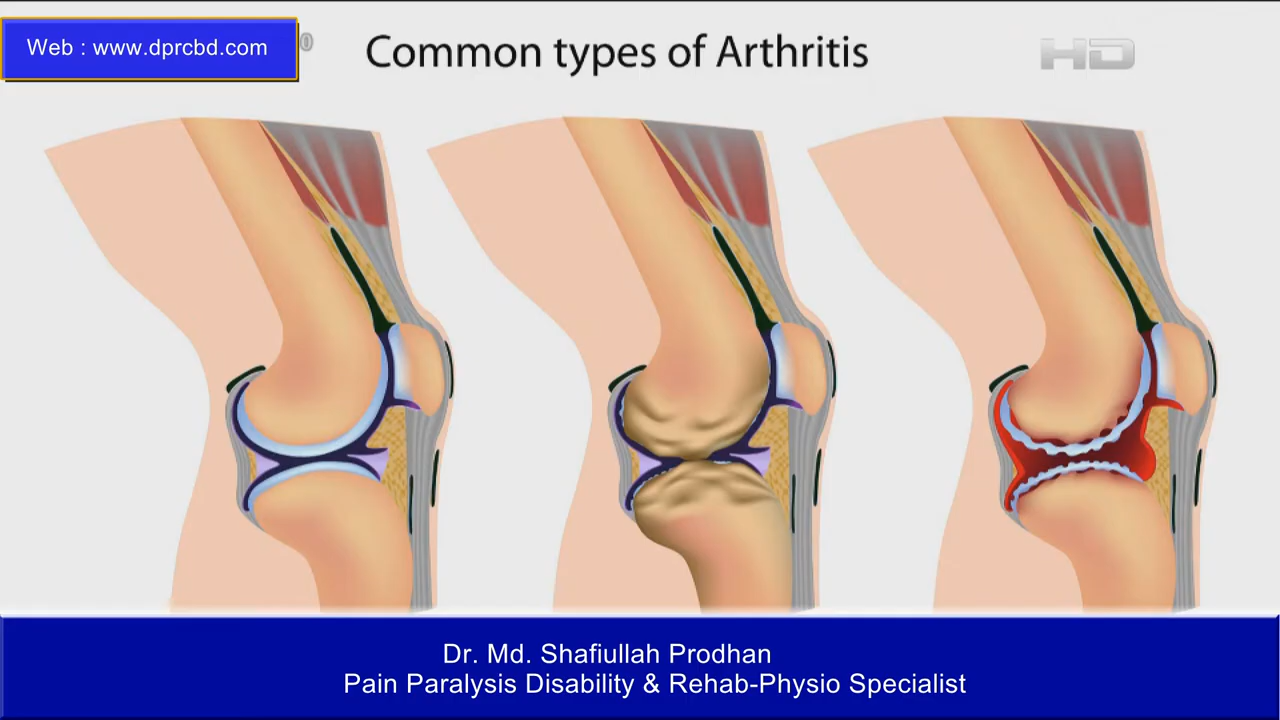 Web : www.dprcbd.com
Common types of Arthritis
HD
Dr. Md. Shafiullah Prodhan
Pain Paralysis Disability & Rehab-Physio Specialist